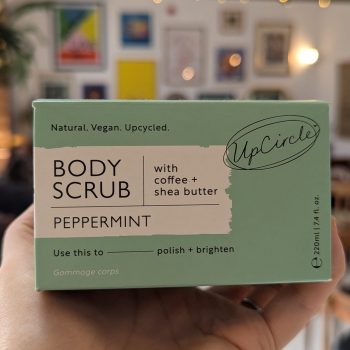 Natural. Vegan. Upcycled.
UpCircle
BODY
SCRUB
with
coffee +
shea butter
PEPPERMINT
Use this to polish + brighten
Gommage corps
220ml | 7.4 fl. oz.